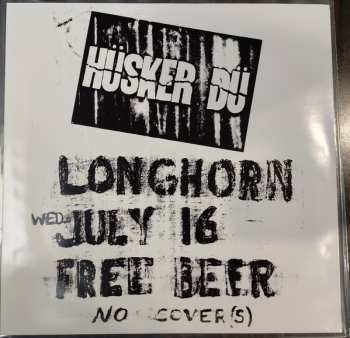 HÜSKER DÜ
LONGHORN
WED. JULY 16
FREE BEER
NO COVER(S)